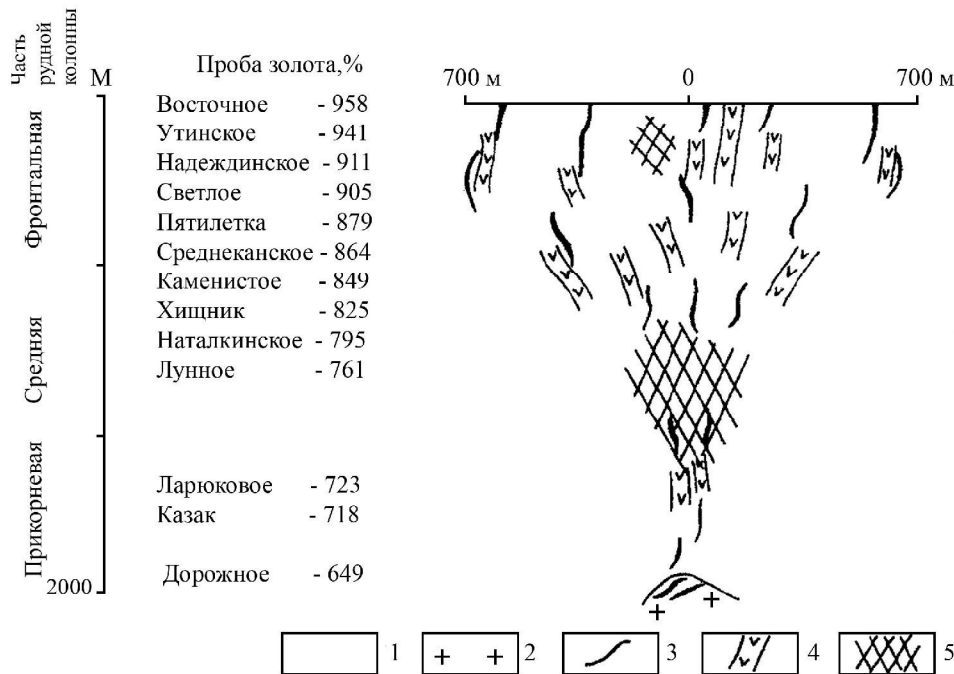 Часть
рудной
колонны
М
Проба золота,%
700 м 0 700 м
Фронтальная
Средняя
Прикорневая
Восточное - 958
Утинское - 941
Надеждинское - 911
Светлое - 905
Пятилетка - 879
Среднеканское - 864
Каменистое - 849
Хищник - 825
Наталкинское - 795
Лунное - 761
Ларюковое - 723
Казак - 718
Дорожное - 649
2000
1 2 3 4 5